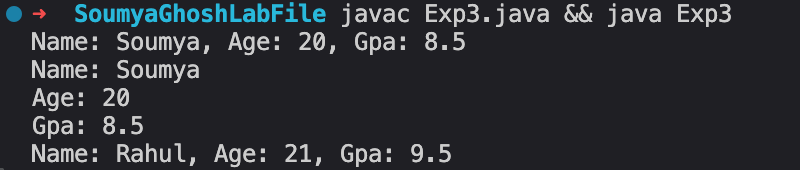 ➜ SoumyaGhoshLabFile javac Exp3.java && java Exp3
Name: Soumya, Age: 20, Gpa: 8.5
Name: Soumya
Age: 20
Gpa: 8.5
Name: Rahul, Age: 21, Gpa: 9.5